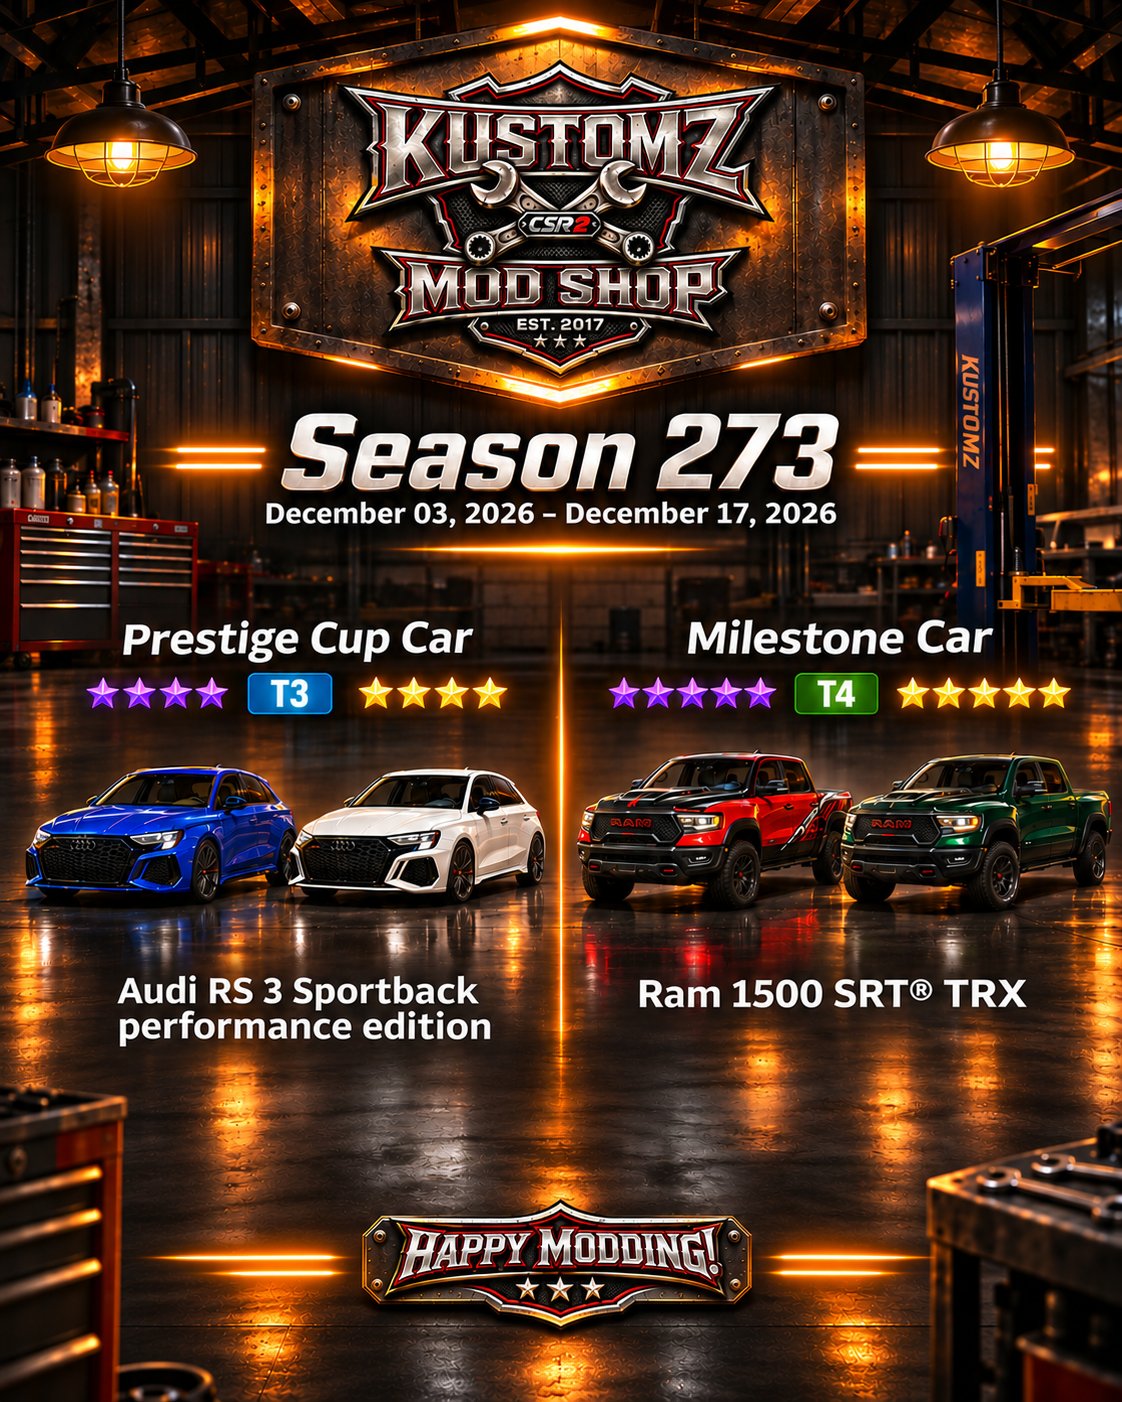 KUSTOMZ
CSR2
MOD SHOP
EST. 2017
KUSTOMZ
Season 273
December 03, 2026 – December 17, 2026
Prestige Cup Car
T3
Milestone Car
T4
RAM
RAM
Audi RS 3 Sportback
performance edition
Ram 1500 SRT® TRX
HAPPY MODDING!